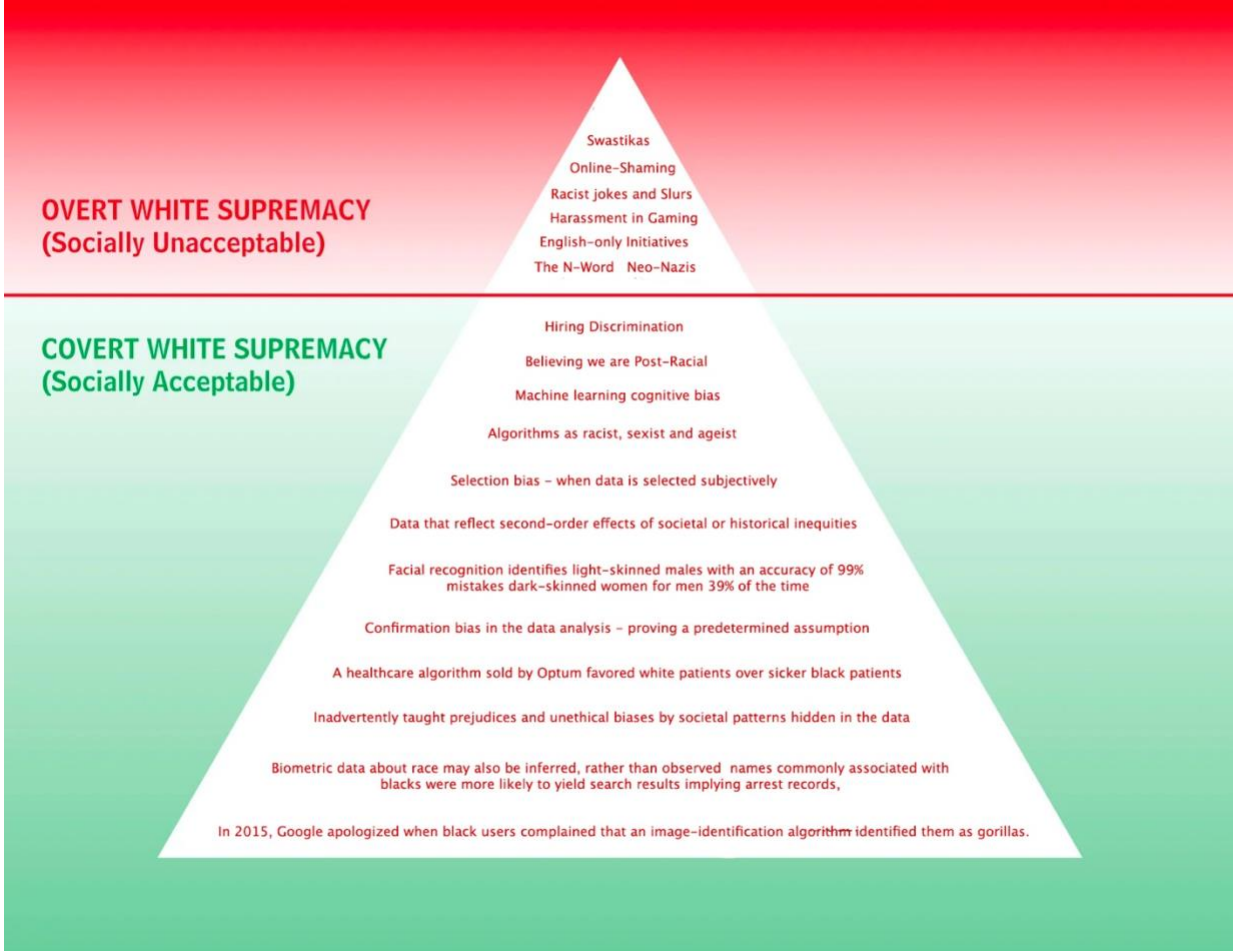 Swastikas
Online-Shaming
Racist jokes and Slurs
OVERT WHITE SUPREMACY
(Socially Unacceptable)
Harassment in Gaming
English-only Initiatives
The N-Word Neo-Nazis
COVERT WHITE SUPREMACY
(Socially Acceptable)
Hiring Discrimination
Believing we are Post-Racial
Machine learning cognitive bias
Algorithms as racist, sexist and ageist
Selection bias - when data is selected subjectively
Data that reflect second-order effects of societal or historical inequities
Facial recognition identifies light-skinned males with an accuracy of 99%
mistakes dark-skinned women for men 39% of the time
Confirmation bias in the data analysis - proving a predetermined assumption
A healthcare algorithm sold by Optum favored white patients over sicker black patients
Inadvertently taught prejudices and unethical biases by societal patterns hidden in the data
Biometric data about race may also be inferred, rather than observed names commonly associated with
blacks were more likely to yield search results implying arrest records,
In 2015, Google apologized when black users complained that an image-identification algorithm identified them as gorillas.